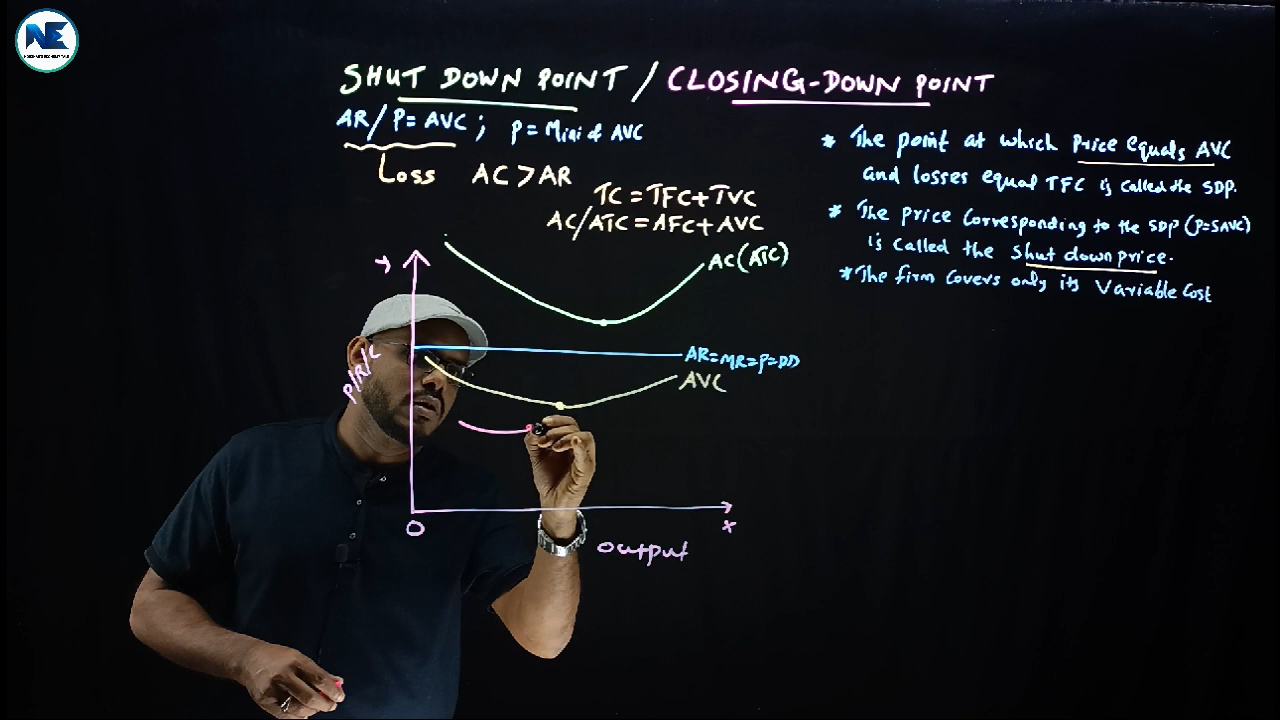 NE
SHUT DOWN POINT / CLOSING-DOWN POINT
AR/P = AVC ; P = Mini of AVC
Loss AC > AR
TC = TFC + TVC
AC/ATC = AFC + AVC
* The point at which Price equals AVC
and losses equal TFC is called the SDP.
* The price corresponding to the SDP (P=SAVC)
is called the Shut down price.
* The firm covers only its Variable Cost
Y
AC(ATC)
P/R/C
AR=MR=P=DD
AVC
O
X
output